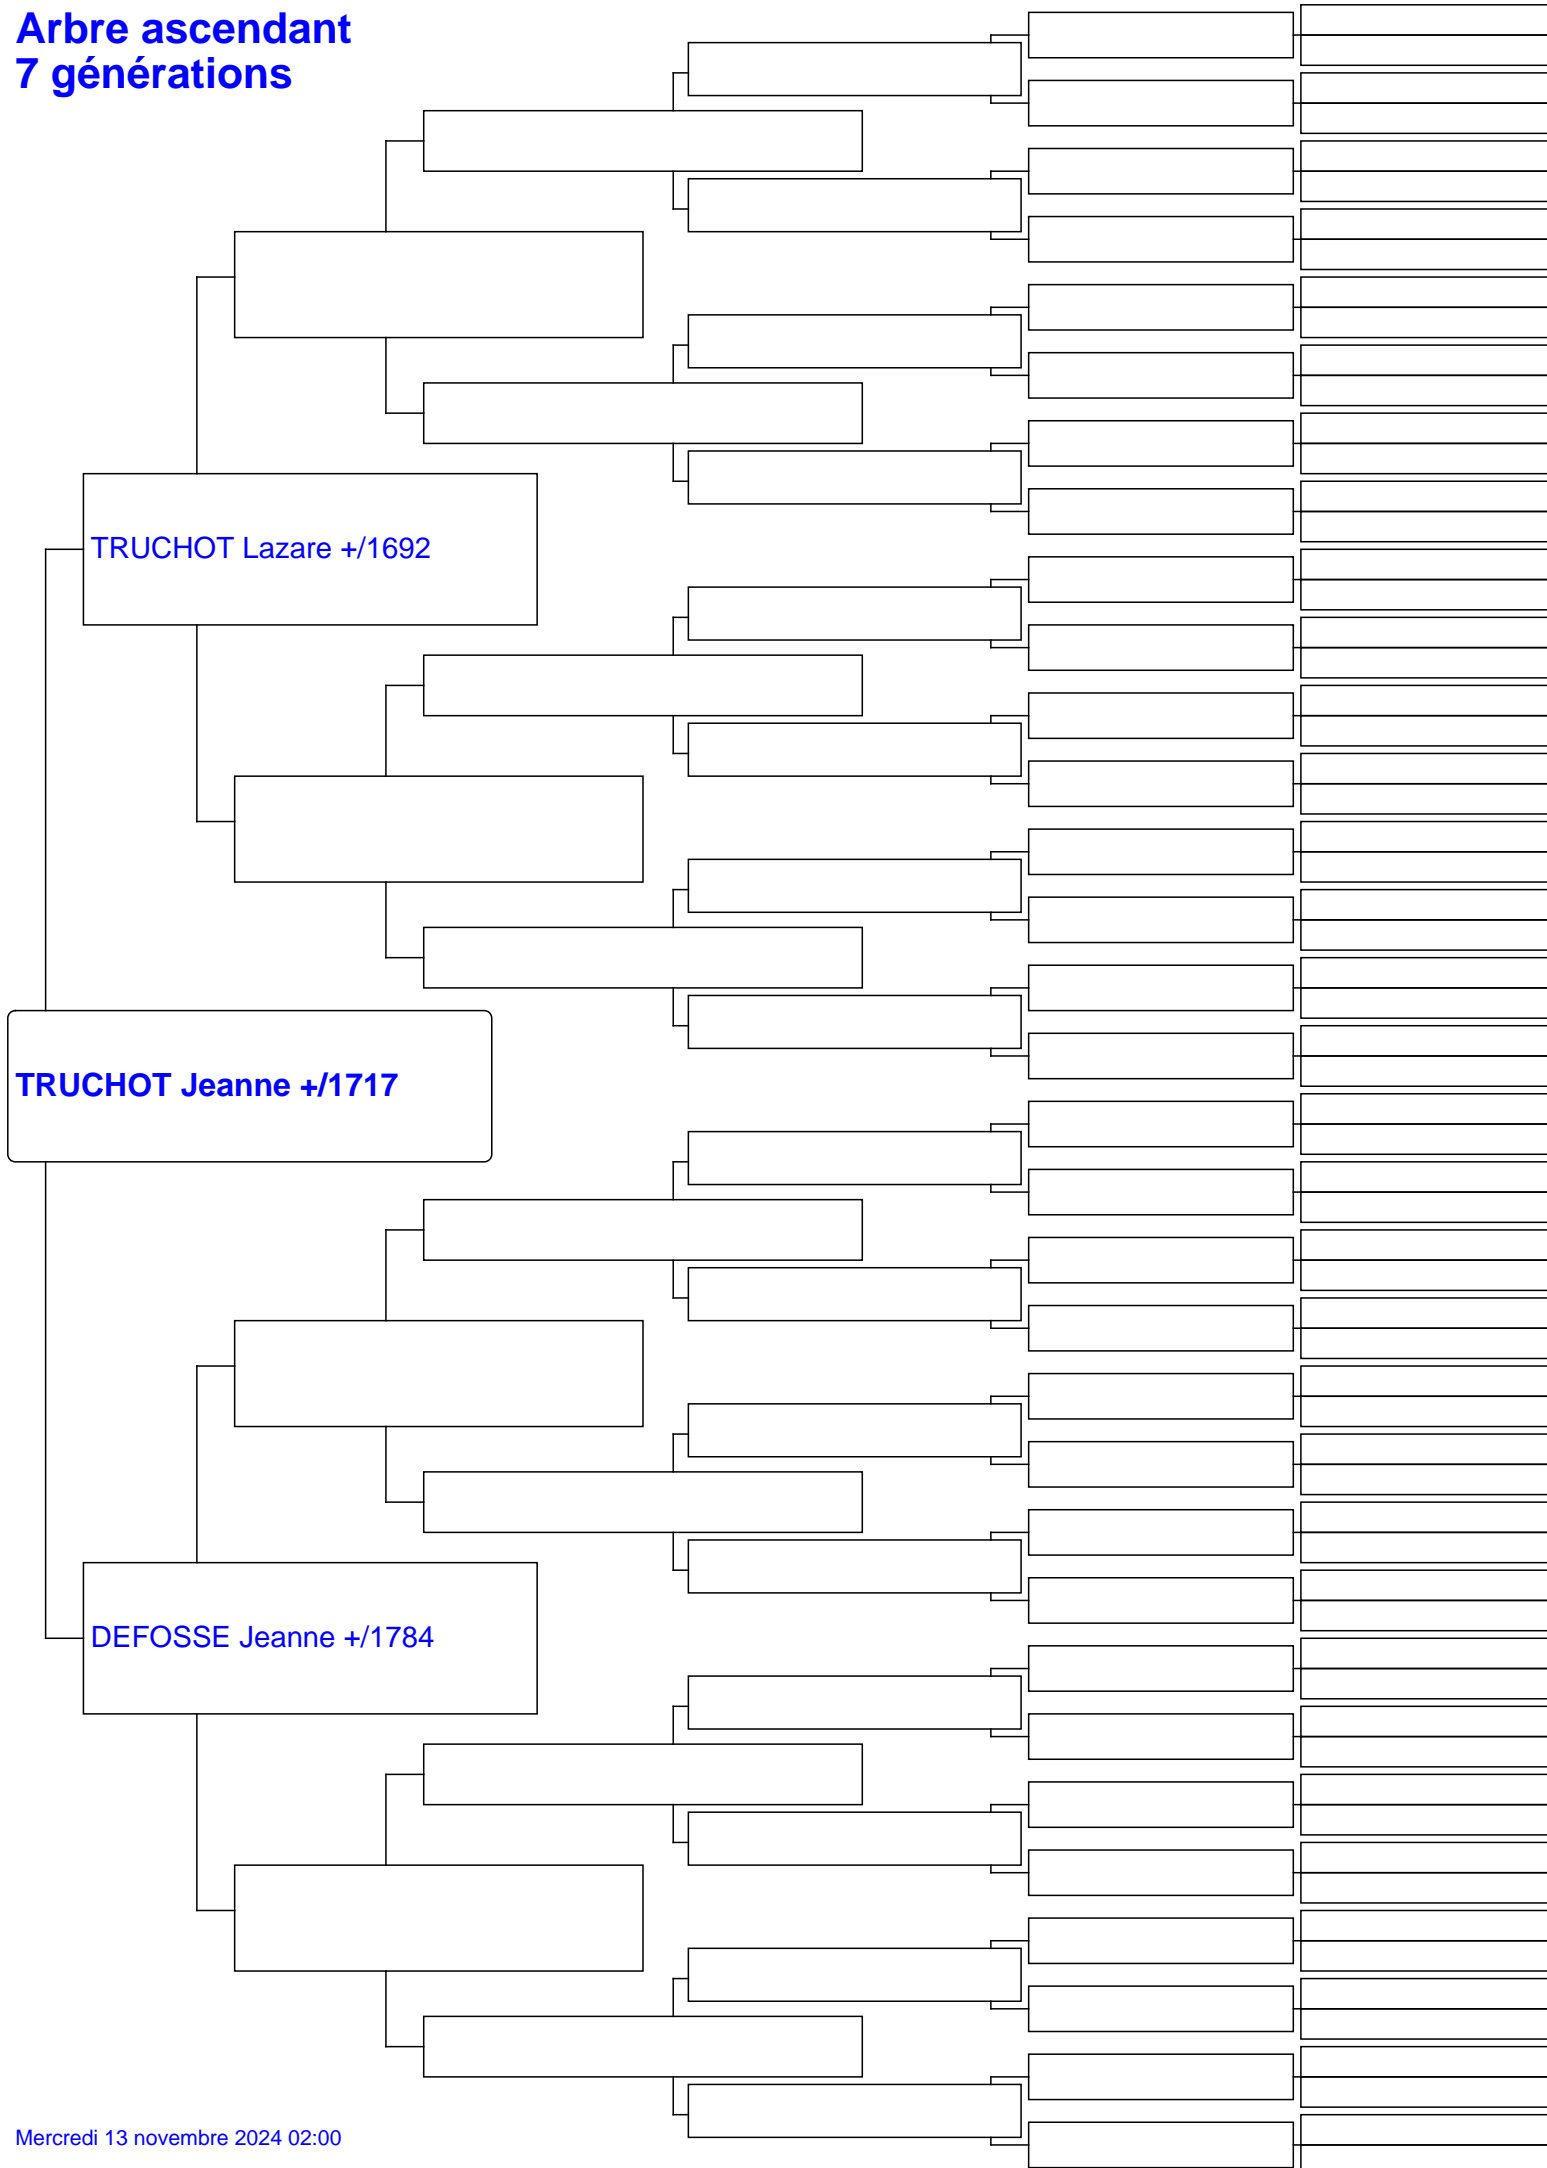 Arbre ascendant
7 générations
TRUCHOT Lazare +/1692
TRUCHOT Jeanne +/1717
DEFOSSE Jeanne +/1784
Mercredi 13 novembre 2024 02:00